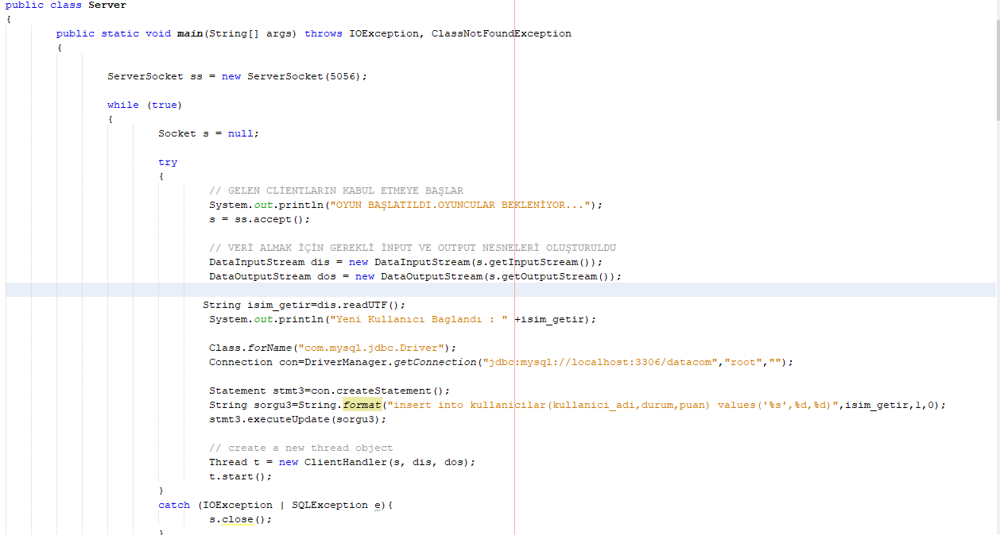 public class Server
{
public static void main(String[] args) throws IOException, ClassNotFoundException
{
ServerSocket ss = new ServerSocket(5056);
while (true)
{
Socket s = null;
try
{
// GELEN CLİENTLARIN KABUL ETMEYE BAŞLAR
System.out.println("OYUN BAŞLATILDI.OYUNCULAR BEKLENİYOR...");
s = ss.accept();
// VERİ ALMAK İÇİN GEREKLİ İNPUT VE OUTPUT NESNELERİ OLUŞTURULDU
DataInputStream dis = new DataInputStream(s.getInputStream());
DataOutputStream dos = new DataOutputStream(s.getOutputStream());
String isim_getir=dis.readUTF();
System.out.println("Yeni Kullanıcı Baglandı : " +isim_getir);
Class.forName("com.mysql.jdbc.Driver");
Connection con=DriverManager.getConnection("jdbc:mysql://localhost:3306/datacom","root","");
Statement stmt3=con.createStatement();
String sorgu3=String.format("insert into kullanicilar(kullanici_adi,durum,puan) values('%s',%d,%d)",isim_getir,1,0);
stmt3.executeUpdate(sorgu3);
// create a new thread object
Thread t = new ClientHandler(s, dis, dos);
t.start();
}
catch (IOException | SQLException e){
s.close();
}